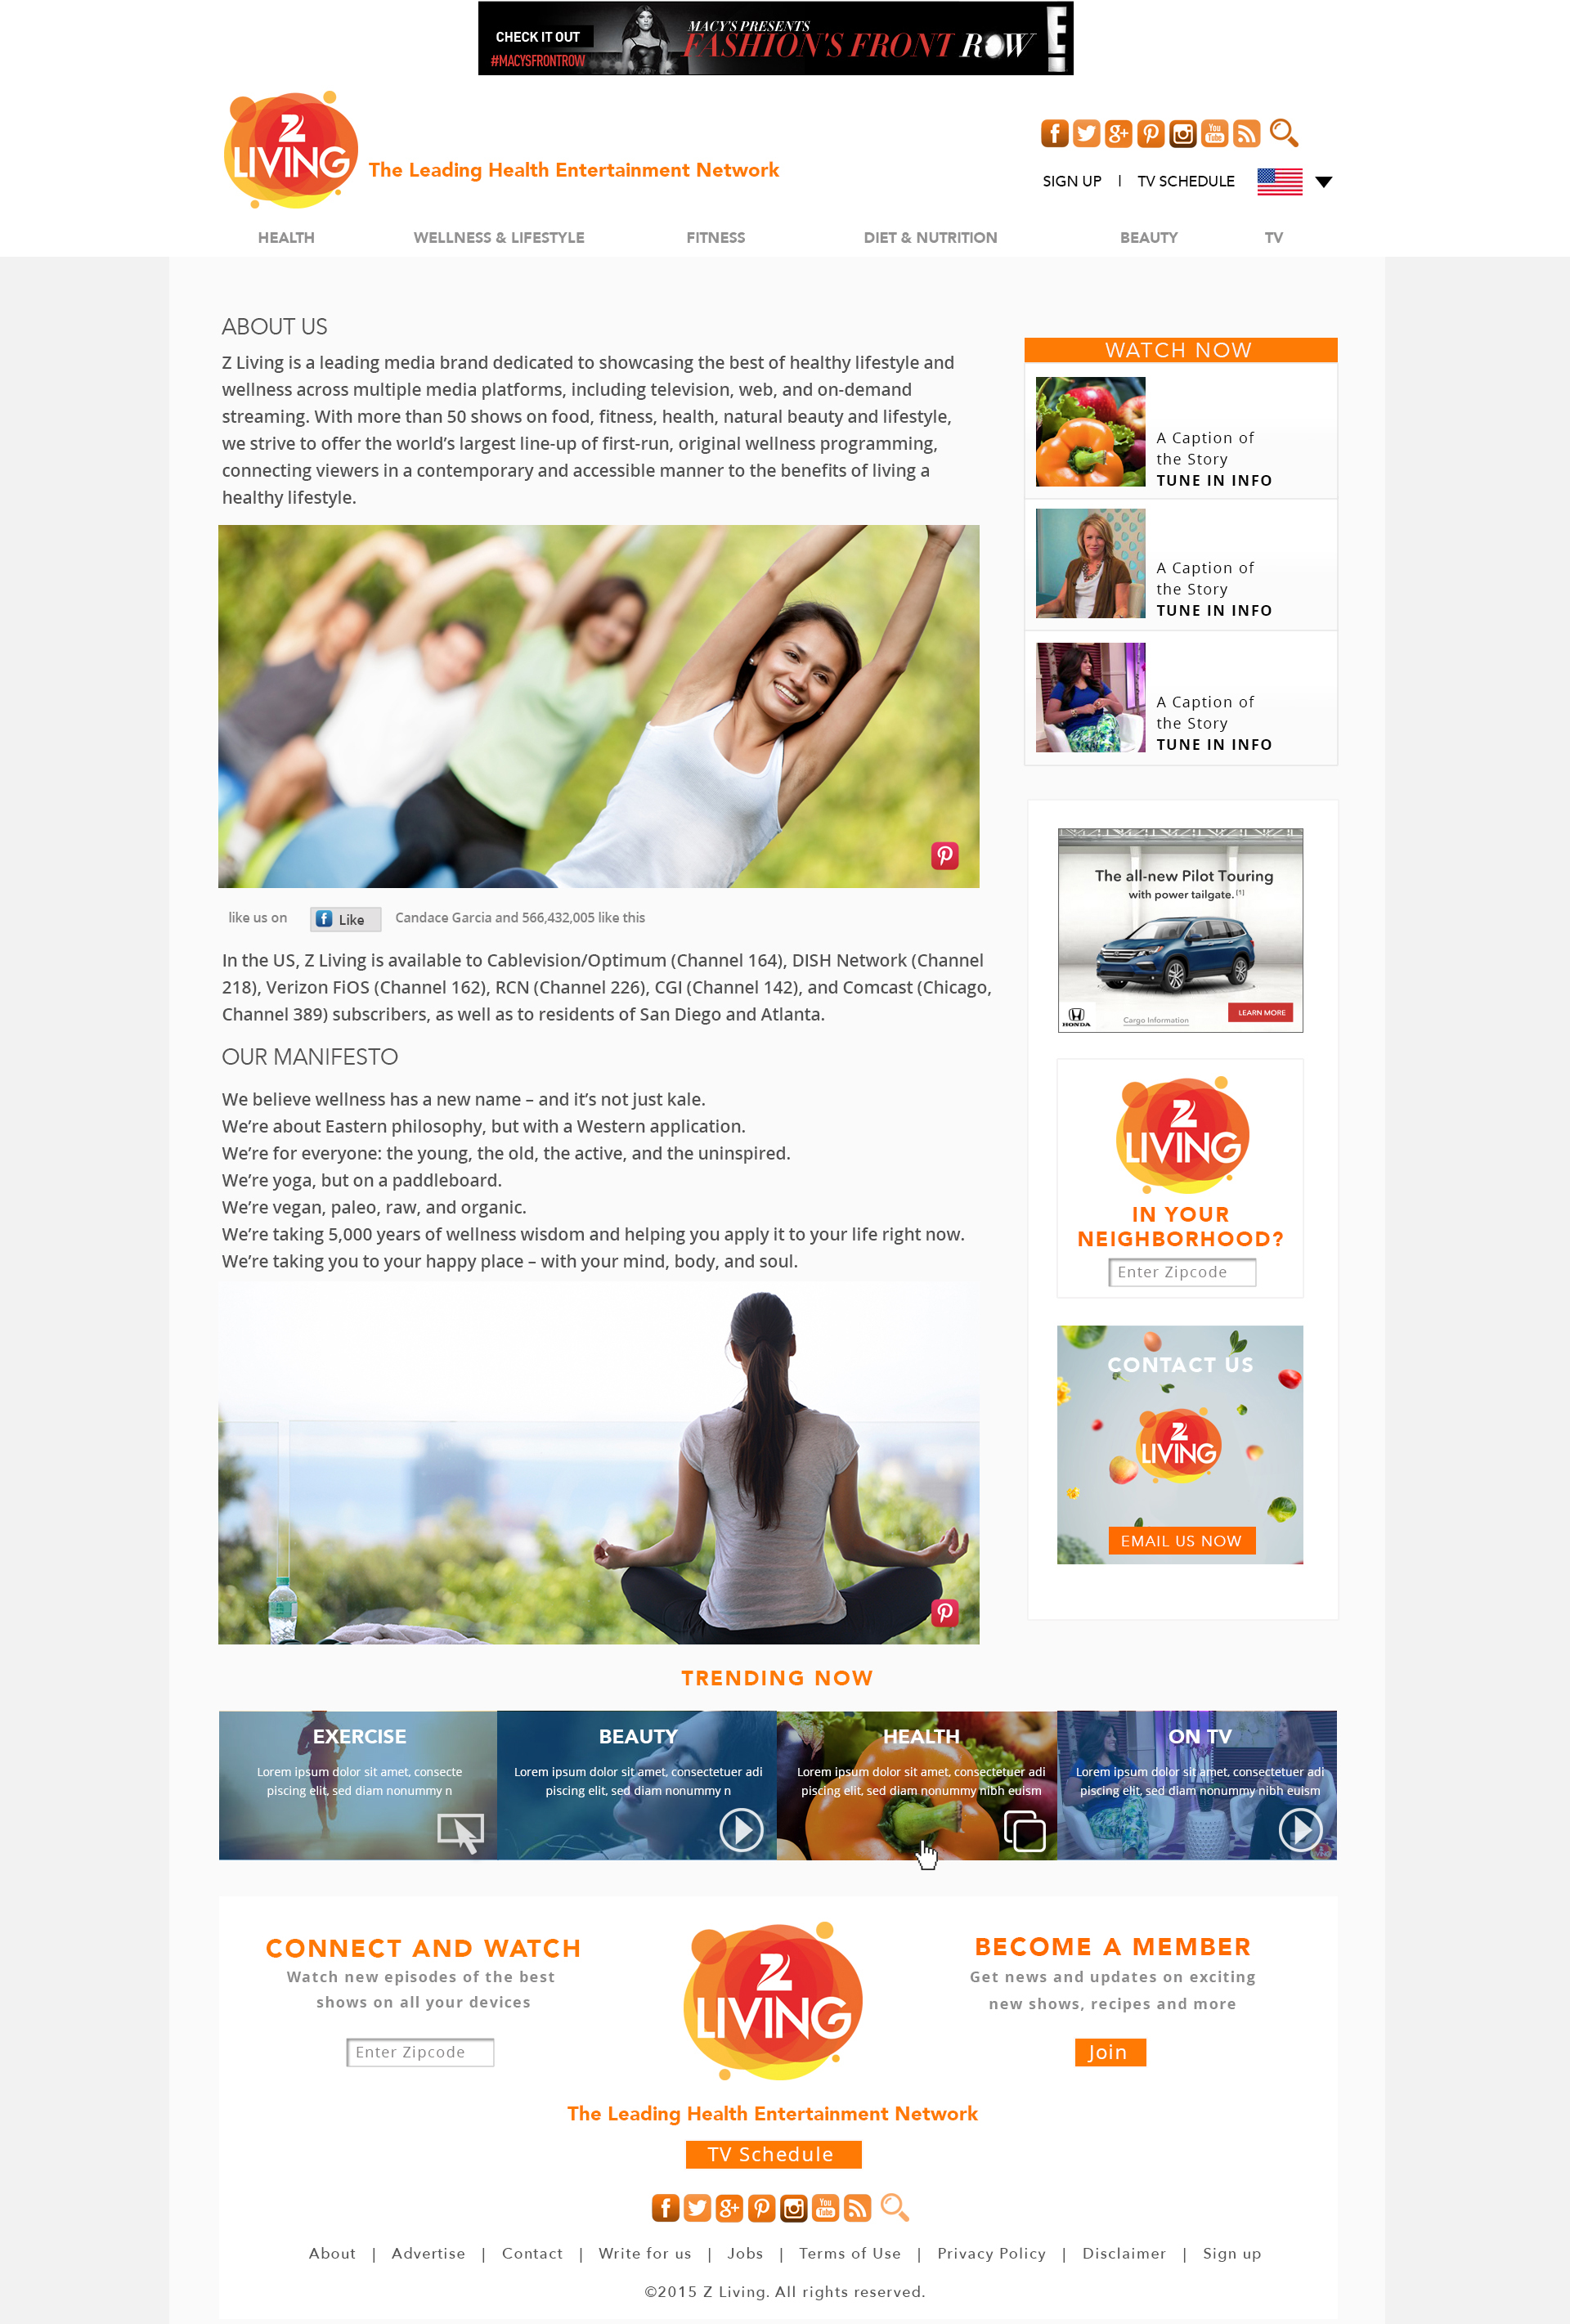 CHECK IT OUT
#MACYSFRONTROW
MACY'S PRESENTS
FASHION'S FRONT ROW
E!
Z
LIVING
The Leading Health Entertainment Network
You
Tube
SIGN UP | TV SCHEDULE
HEALTH WELLNESS & LIFESTYLE FITNESS DIET & NUTRITION BEAUTY TV
ABOUT US
Z Living is a leading media brand dedicated to showcasing the best of healthy lifestyle and
wellness across multiple media platforms, including television, web, and on-demand
streaming. With more than 50 shows on food, fitness, health, natural beauty and lifestyle,
we strive to offer the world’s largest line-up of first-run, original wellness programming,
connecting viewers in a contemporary and accessible manner to the benefits of living a
healthy lifestyle.
like us on
Like
Candace Garcia and 566,432,005 like this
In the US, Z Living is available to Cablevision/Optimum (Channel 164), DISH Network (Channel
218), Verizon FiOS (Channel 162), RCN (Channel 226), CGI (Channel 142), and Comcast (Chicago,
Channel 389) subscribers, as well as to residents of San Diego and Atlanta.
OUR MANIFESTO
We believe wellness has a new name – and it’s not just kale.
We’re about Eastern philosophy, but with a Western application.
We’re for everyone: the young, the old, the active, and the uninspired.
We’re yoga, but on a paddleboard.
We’re vegan, paleo, raw, and organic.
We’re taking 5,000 years of wellness wisdom and helping you apply it to your life right now.
We’re taking you to your happy place – with your mind, body, and soul.
WATCH NOW
A Caption of
the Story
TUNE IN INFO
A Caption of
the Story
TUNE IN INFO
A Caption of
the Story
TUNE IN INFO
The all-new Pilot Touring
with power tailgate.[1]
HONDA
Cargo Information
LEARN MORE
Z
LIVING
IN YOUR
NEIGHBORHOOD?
Enter Zipcode
CONTACT US
Z
LIVING
EMAIL US NOW
TRENDING NOW
EXERCISE
Lorem ipsum dolor sit amet, consecte
piscing elit, sed diam nonummy n
BEAUTY
Lorem ipsum dolor sit amet, consectetuer adi
piscing elit, sed diam nonummy n
HEALTH
Lorem ipsum dolor sit amet, consectetuer adi
piscing elit, sed diam nonummy nibh euism
ON TV
Lorem ipsum dolor sit amet, consectetuer adi
piscing elit, sed diam nonummy nibh euism
CONNECT AND WATCH
Watch new episodes of the best
shows on all your devices
Enter Zipcode
Z
LIVING
BECOME A MEMBER
Get news and updates on exciting
new shows, recipes and more
Join
The Leading Health Entertainment Network
TV Schedule
You
Tube
About | Advertise | Contact | Write for us | Jobs | Terms of Use | Privacy Policy | Disclaimer | Sign up
©2015 Z Living. All rights reserved.